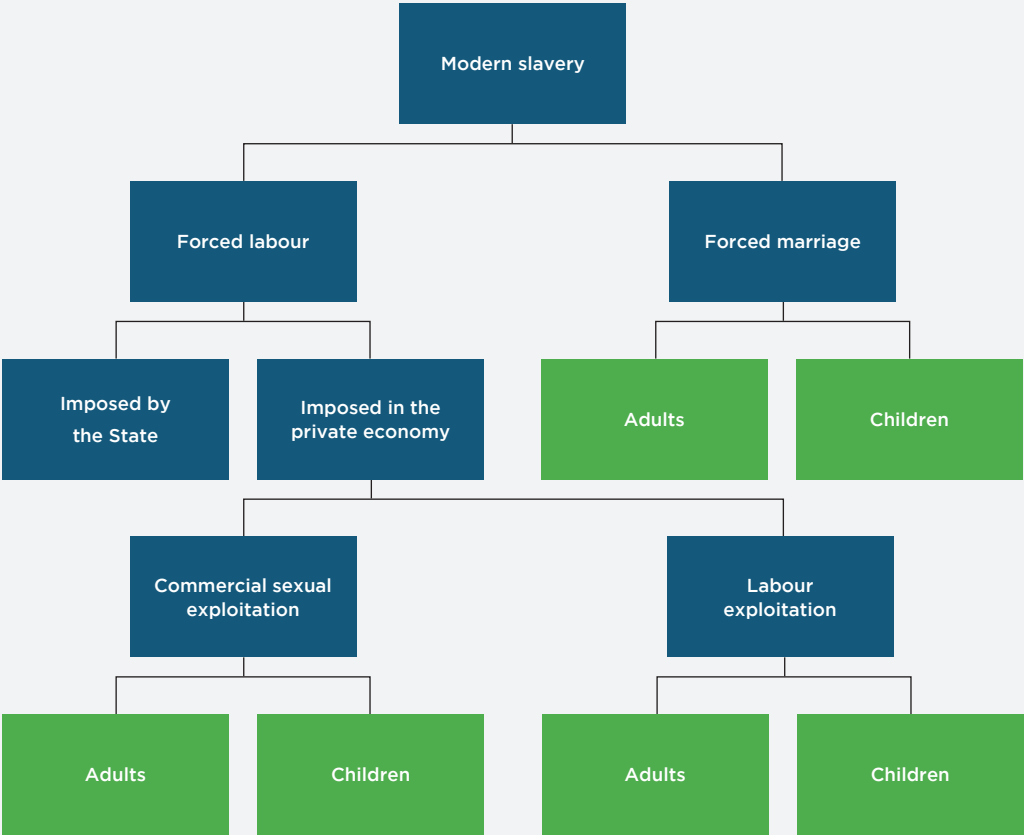 Modern slavery
Forced labour
Forced marriage
Imposed by
the State
Imposed in the
private economy
Adults
Children
Commercial sexual
exploitation
Labour
exploitation
Adults
Children
Adults
Children